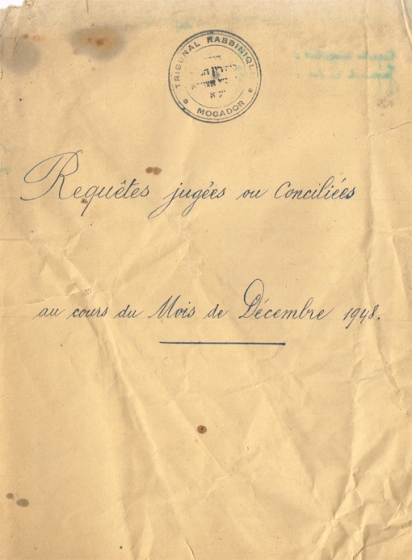 TRIBUNAL RABBINIQUE
MOGADOR
Requêtes jugées ou Conciliées
au cours du Mois de Décembre 1948.